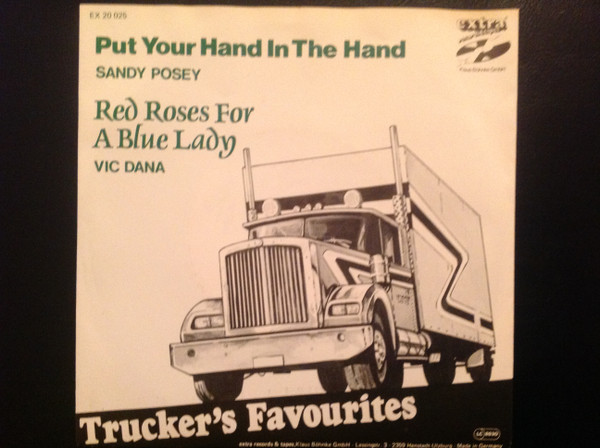 EX 20 025
extra
Put Your Hand In The Hand
SANDY POSEY
Red Roses For
A Blue Lady
VIC DANA
Trucker's Favourites
extra records & tapes, Klaus Böhnke GmbH · Lessingstr. 3 · 2359 Henstedt-Ulzburg · Made in Germany